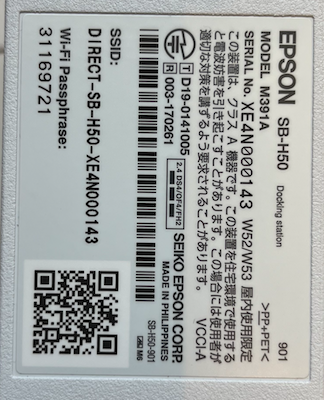 EPSON SB-H50 Docking station 901
MODEL M391A >PP+PET<
SERIAL No. XE4N000143 W52/W53 屋内使用限定
この装置は、クラス A 機器です。この装置を住宅環境で使用する
と電波妨害を引き起こすことがあります。この場合には使用者が
適切な対策を講ずるよう要求されることがあります。 VCCI-A
T D19-0141005
R 003-170261
2.4 DS4/OF4/FH2
SEIKO EPSON CORP.
MADE IN PHILIPPINES
SB-H50-901
M6
SSID:
DIRECT-SB-H50-XE4N000143
Wi-Fi Passphrase:
31169721